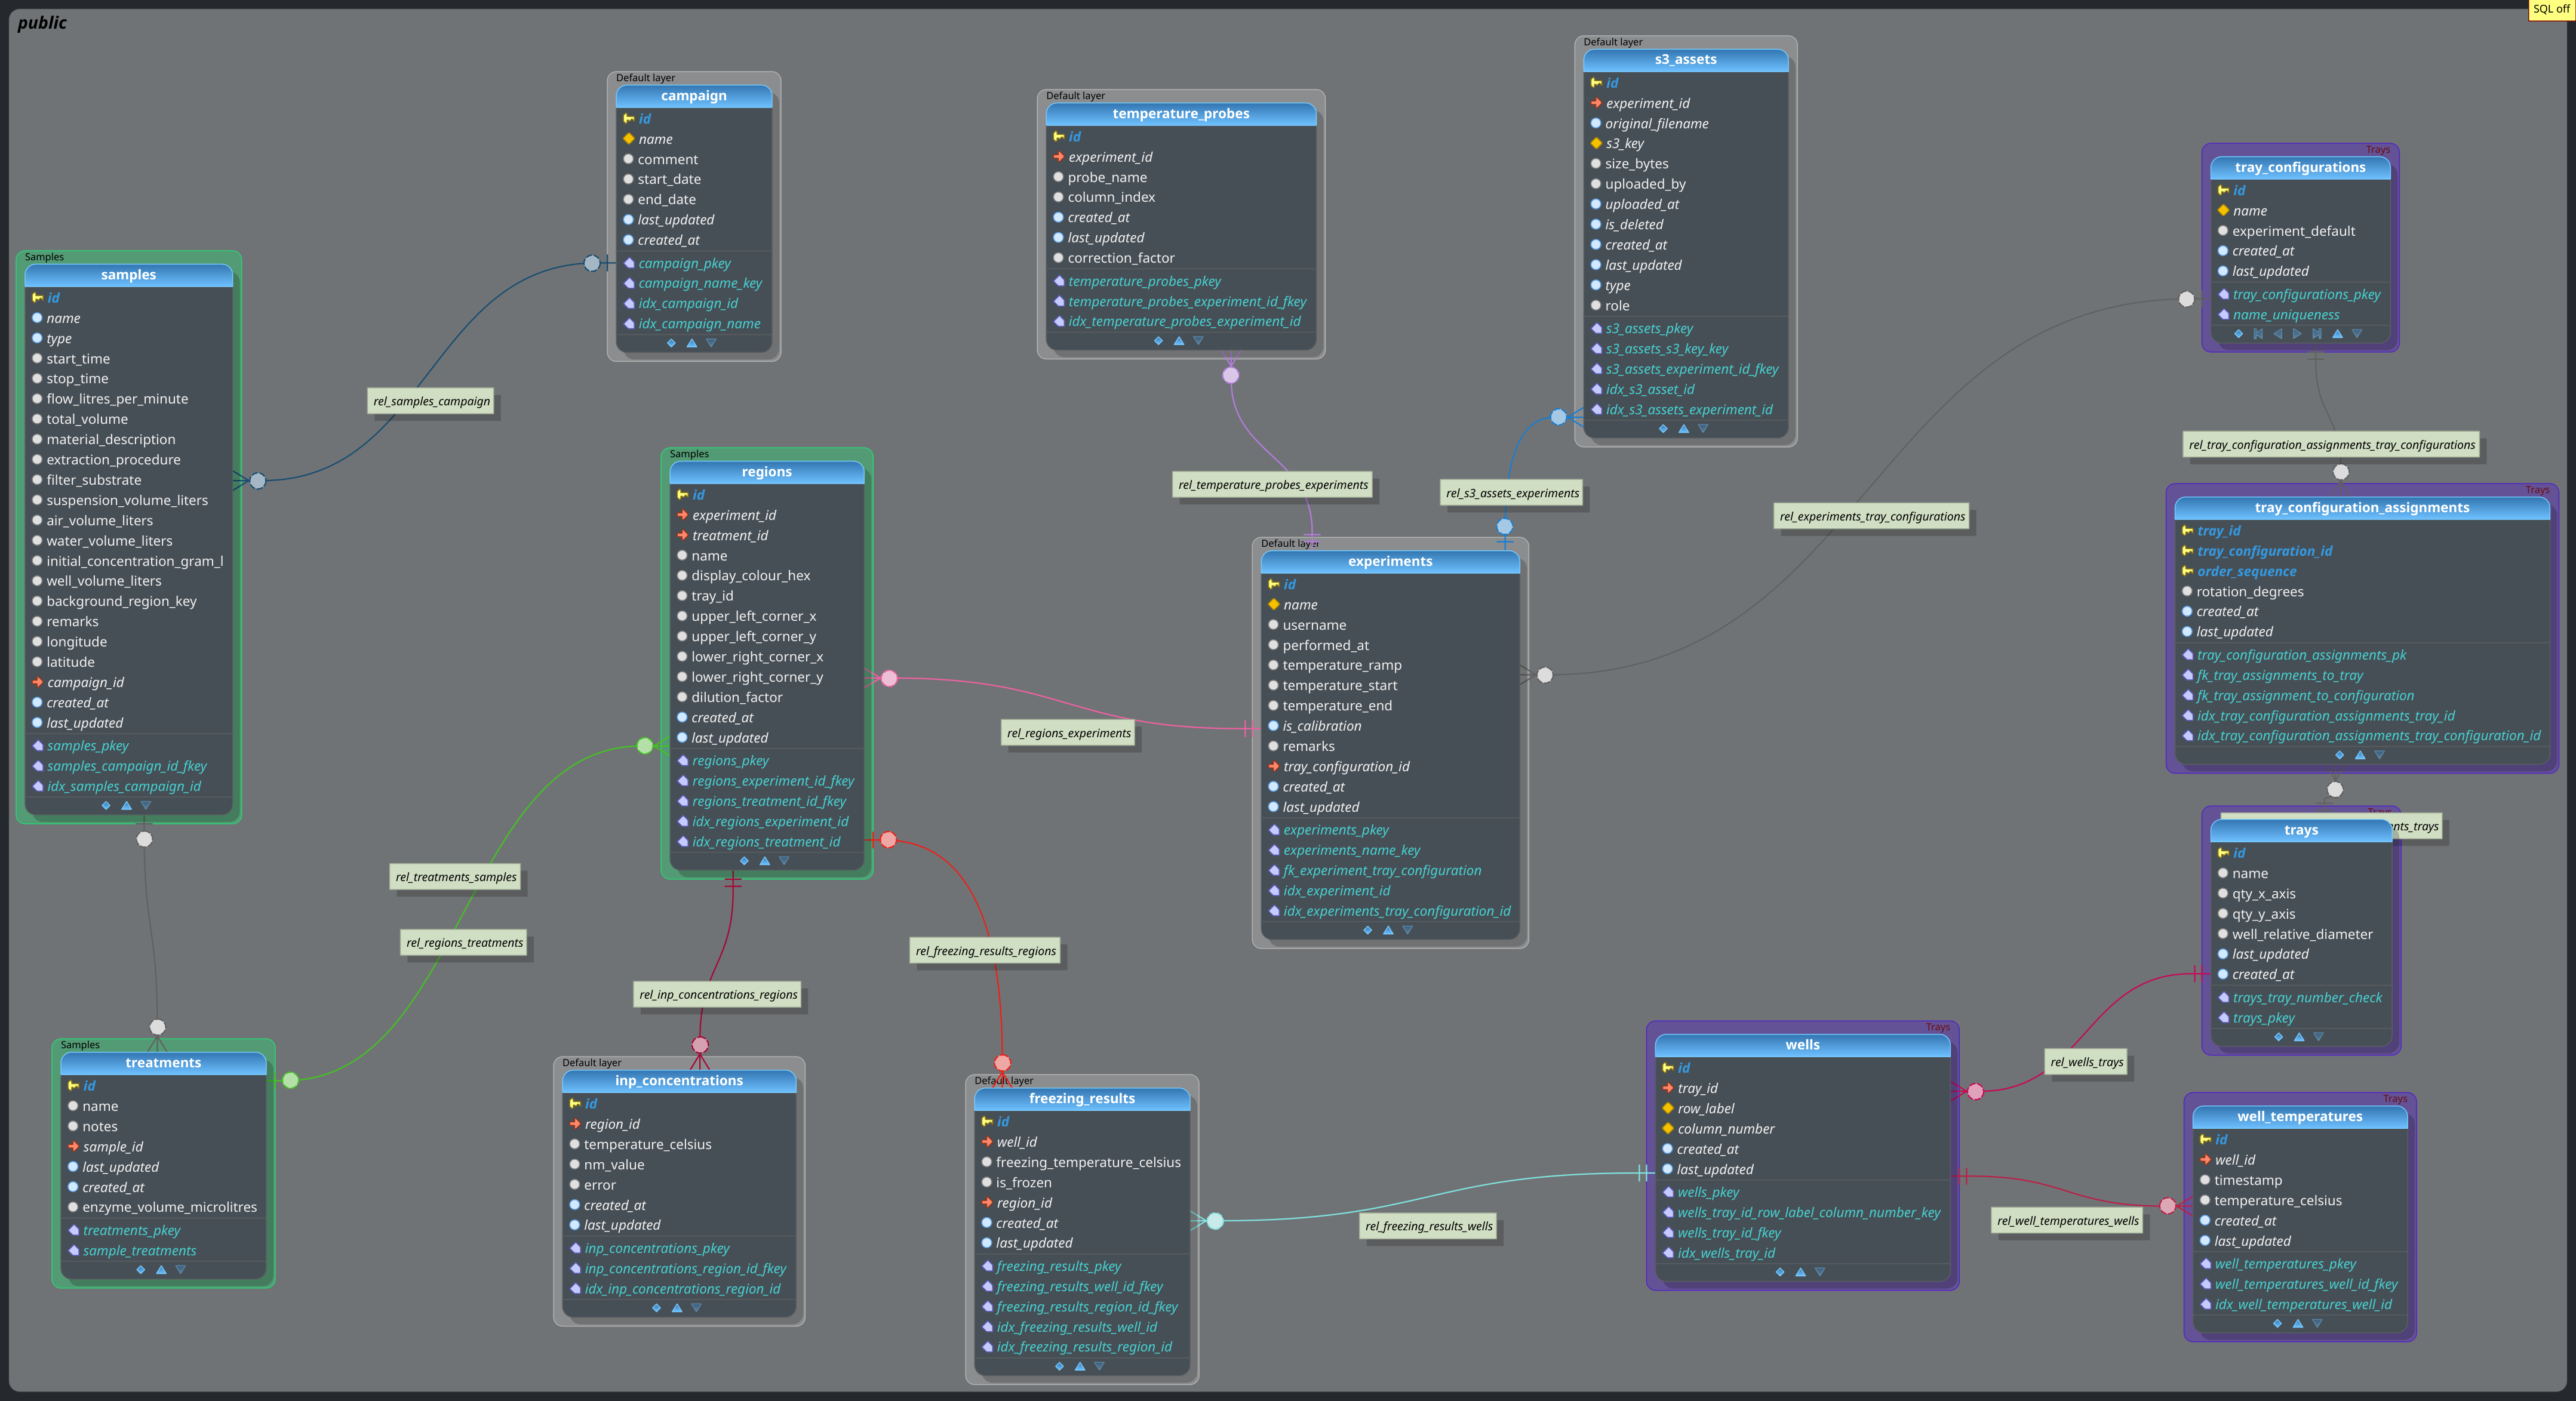 public
SQL off
Default layer
campaign
id
name
comment
start_date
end_date
last_updated
created_at
campaign_pkey
campaign_name_key
idx_campaign_id
idx_campaign_name
Default layer
temperature_probes
id
experiment_id
probe_name
column_index
created_at
last_updated
correction_factor
temperature_probes_pkey
temperature_probes_experiment_id_fkey
idx_temperature_probes_experiment_id
Default layer
s3_assets
id
experiment_id
original_filename
s3_key
size_bytes
uploaded_by
uploaded_at
is_deleted
created_at
last_updated
type
role
s3_assets_pkey
s3_assets_s3_key_key
s3_assets_experiment_id_fkey
idx_s3_asset_id
idx_s3_assets_experiment_id
Trays
tray_configurations
id
name
experiment_default
created_at
last_updated
tray_configurations_pkey
name_uniqueness
Samples
samples
id
name
type
start_time
stop_time
flow_litres_per_minute
total_volume
material_description
extraction_procedure
filter_substrate
suspension_volume_liters
air_volume_liters
water_volume_liters
initial_concentration_gram_l
well_volume_liters
background_region_key
remarks
longitude
latitude
campaign_id
created_at
last_updated
samples_pkey
samples_campaign_id_fkey
idx_samples_campaign_id
rel_samples_campaign
Samples
regions
id
experiment_id
treatment_id
name
display_colour_hex
tray_id
upper_left_corner_x
upper_left_corner_y
lower_right_corner_x
lower_right_corner_y
dilution_factor
created_at
last_updated
regions_pkey
regions_experiment_id_fkey
regions_treatment_id_fkey
idx_regions_experiment_id
idx_regions_treatment_id
rel_temperature_probes_experiments
rel_s3_assets_experiments
rel_experiments_tray_configurations
rel_tray_configuration_assignments_tray_configurations
Default layer
experiments
id
name
username
performed_at
temperature_ramp
temperature_start
temperature_end
is_calibration
remarks
tray_configuration_id
created_at
last_updated
experiments_pkey
experiments_name_key
fk_experiment_tray_configuration
idx_experiment_id
idx_experiments_tray_configuration_id
Trays
tray_configuration_assignments
tray_id
tray_configuration_id
order_sequence
rotation_degrees
created_at
last_updated
tray_configuration_assignments_pk
fk_tray_assignments_to_tray
fk_tray_assignment_to_configuration
idx_tray_configuration_assignments_tray_id
idx_tray_configuration_assignments_tray_configuration_id
rel_regions_experiments
rel_treatments_samples
rel_regions_treatments
rel_freezing_results_regions
rel_inp_concentrations_regions
Trays
nts_trays
trays
id
name
qty_x_axis
qty_y_axis
well_relative_diameter
last_updated
created_at
trays_tray_number_check
trays_pkey
Samples
treatments
id
name
notes
sample_id
last_updated
created_at
enzyme_volume_microlitres
treatments_pkey
sample_treatments
Default layer
inp_concentrations
id
region_id
temperature_celsius
nm_value
error
created_at
last_updated
inp_concentrations_pkey
inp_concentrations_region_id_fkey
idx_inp_concentrations_region_id
Default layer
freezing_results
id
well_id
freezing_temperature_celsius
is_frozen
region_id
created_at
last_updated
freezing_results_pkey
freezing_results_well_id_fkey
freezing_results_region_id_fkey
idx_freezing_results_well_id
idx_freezing_results_region_id
rel_freezing_results_wells
Trays
wells
id
tray_id
row_label
column_number
created_at
last_updated
wells_pkey
wells_tray_id_row_label_column_number_key
wells_tray_id_fkey
idx_wells_tray_id
rel_wells_trays
rel_well_temperatures_wells
Trays
well_temperatures
id
well_id
timestamp
temperature_celsius
created_at
last_updated
well_temperatures_pkey
well_temperatures_well_id_fkey
idx_well_temperatures_well_id